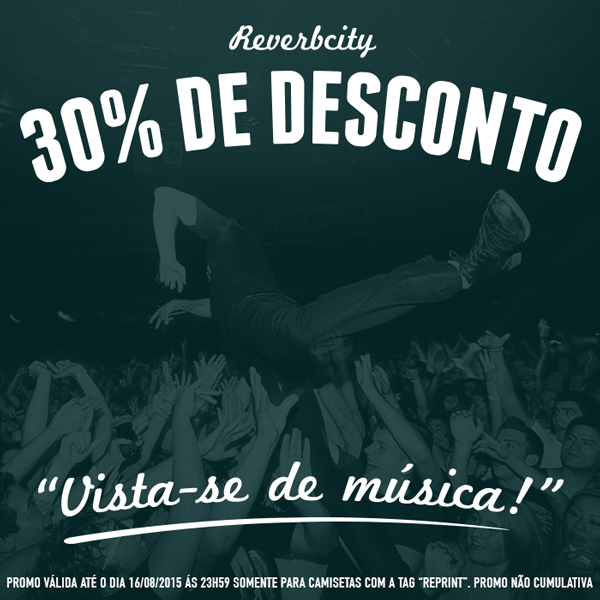 Reverbcity
30% DE DESCONTO
“Vista-se de música!”
PROMO VÁLIDA ATÉ O DIA 16/08/2015 ÁS 23H59 SOMENTE PARA CAMISETAS COM A TAG “REPRINT”. PROMO NÃO CUMULATIVA